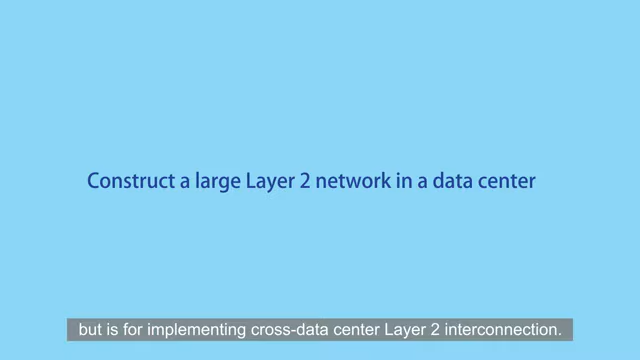 Construct a large Layer 2 network in a data center
but is for implementing cross-data center Layer 2 interconnection.